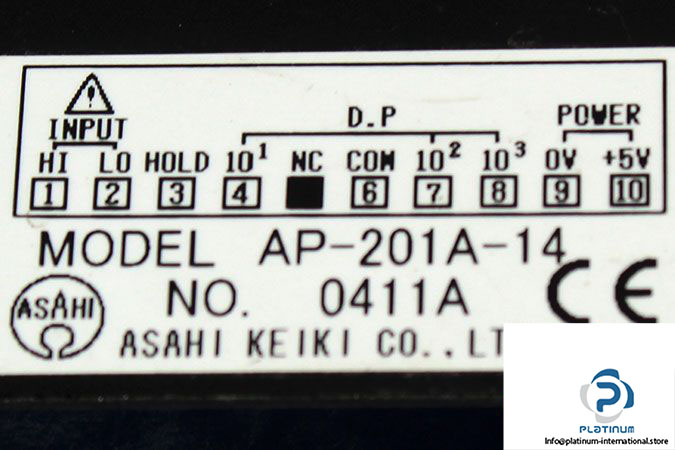 D.P
POWER
INPUT
HI LO HOLD 10¹ NC COM 10² 10³ 0V +5V
1 2 3 4 6 7 8 9 10
MODEL AP-201A-14
ASAHI
NO. 0411A CE
ASAHI KEIKI CO.,LT
PLATINUM
Info@platinum-international.store